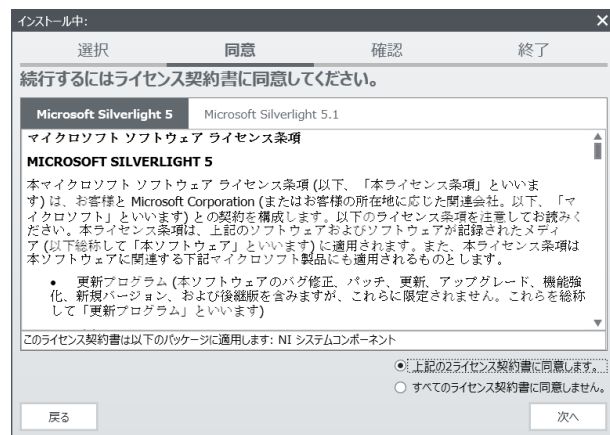 インストール中:
選択 同意 確認 終了
続行するにはライセンス契約書に同意してください。
Microsoft Silverlight 5 Microsoft Silverlight 5.1
マイクロソフト ソフトウェア ライセンス条項
MICROSOFT SILVERLIGHT 5
本マイクロソフト ソフトウェア ライセンス条項 (以下、「本ライセンス条項」といいま
す) は、お客様と Microsoft Corporation (またはお客様の所在地に応じた関連会社。以下、「マ
イクロソフト」といいます) との契約を構成します。以下のライセンス条項を注意してお読みく
ださい。本ライセンス条項は、上記のソフトウェアおよびソフトウェアが記録されたメディ
ア (以下総称して「本ソフトウェア」といいます) に適用されます。また、本ライセンス条項は
本ソフトウェアに関連する下記マイクロソフト製品にも適用されるものとします。
• 更新プログラム (本ソフトウェアのバグ修正、パッチ、更新、アップグレード、機能強
化、新規バージョン、および後継版を含みますが、これらに限定されません。これらを総称
して「更新プログラム」といいます)
このライセンス契約書は以下のパッケージに適用します: NI システムコンポーネント
上記の2ライセンス契約書に同意します。
すべてのライセンス契約書に同意しません。
戻る 次へ